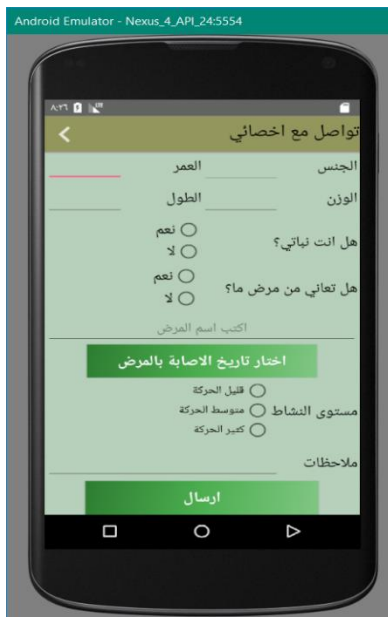 Android Emulator - Nexus_4_API_24:5554
٨:٢٦
تواصل مع اخصائي
الجنس العمر
الوزن الطول
هل انت نباتي؟ نعم
لا
هل تعاني من مرض ما؟ نعم
لا
اكتب اسم المرض
اختار تاريخ الاصابة بالمرض
قليل الحركة
مستوى النشاط متوسط الحركة
كثير الحركة
ملاحظات
ارسال